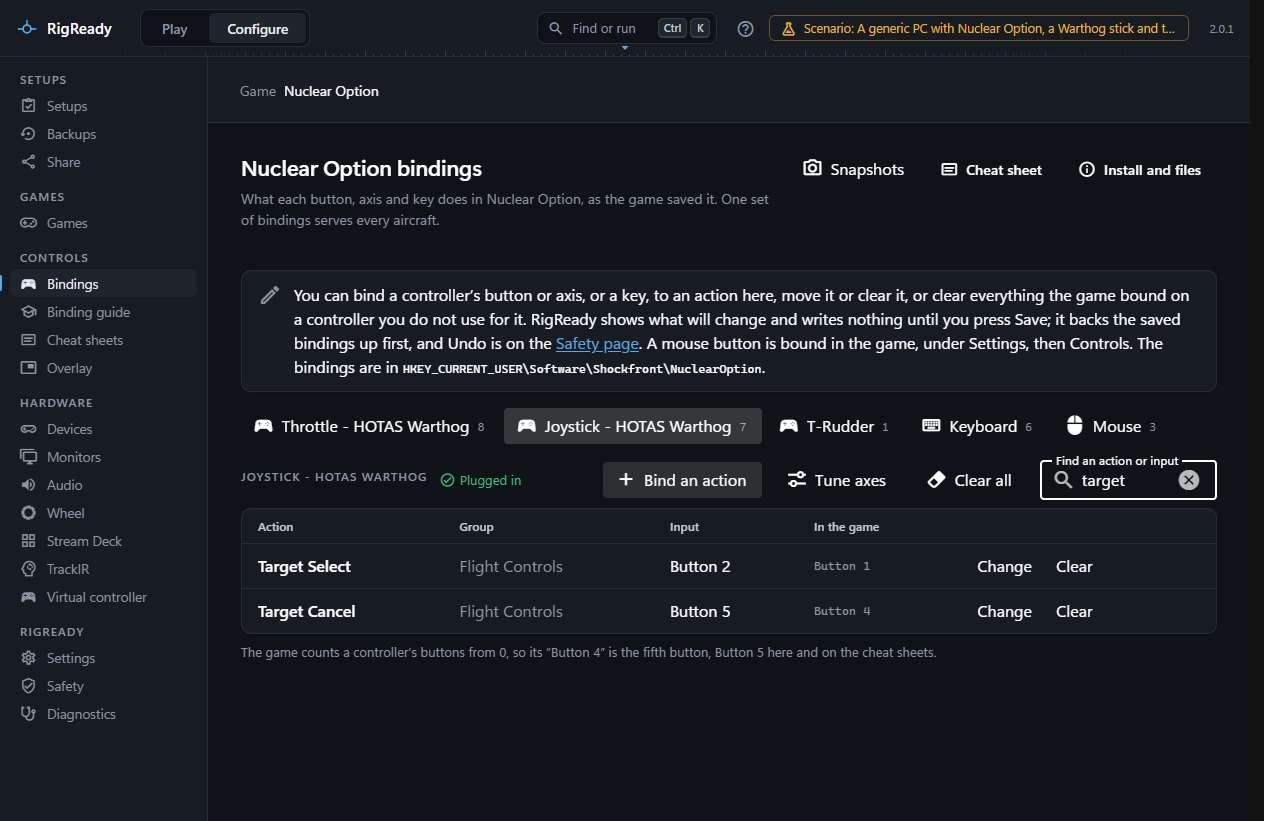 RigReady
Play
Configure
Find or run
Ctrl
K
Scenario: A generic PC with Nuclear Option, a Warthog stick and t...
2.0.1
SETUPS
Setups
Backups
Share
GAMES
Games
CONTROLS
Bindings
Binding guide
Cheat sheets
Overlay
HARDWARE
Devices
Monitors
Audio
Wheel
Stream Deck
TrackIR
Virtual controller
RIGREADY
Settings
Safety
Diagnostics
Game Nuclear Option
Nuclear Option bindings
Snapshots
Cheat sheet
Install and files
What each button, axis and key does in Nuclear Option, as the game saved it. One set
of bindings serves every aircraft.
You can bind a controller's button or axis, or a key, to an action here, move it or clear it, or clear everything the game bound on
a controller you do not use for it. RigReady shows what will change and writes nothing until you press Save; it backs the saved
bindings up first, and Undo is on the Safety page. A mouse button is bound in the game, under Settings, then Controls. The
bindings are in HKEY_CURRENT_USER\Software\Shockfront\NuclearOption.
Throttle - HOTAS Warthog 8
Joystick - HOTAS Warthog 7
T-Rudder 1
Keyboard 6
Mouse 3
JOYSTICK - HOTAS WARTHOG
Plugged in
Bind an action
Tune axes
Clear all
Find an action or input
target
Action Group Input In the game
Target Select Flight Controls Button 2 Button 1 Change Clear
Target Cancel Flight Controls Button 5 Button 4 Change Clear
The game counts a controller's buttons from 0, so its "Button 4" is the fifth button, Button 5 here and on the cheat sheets.